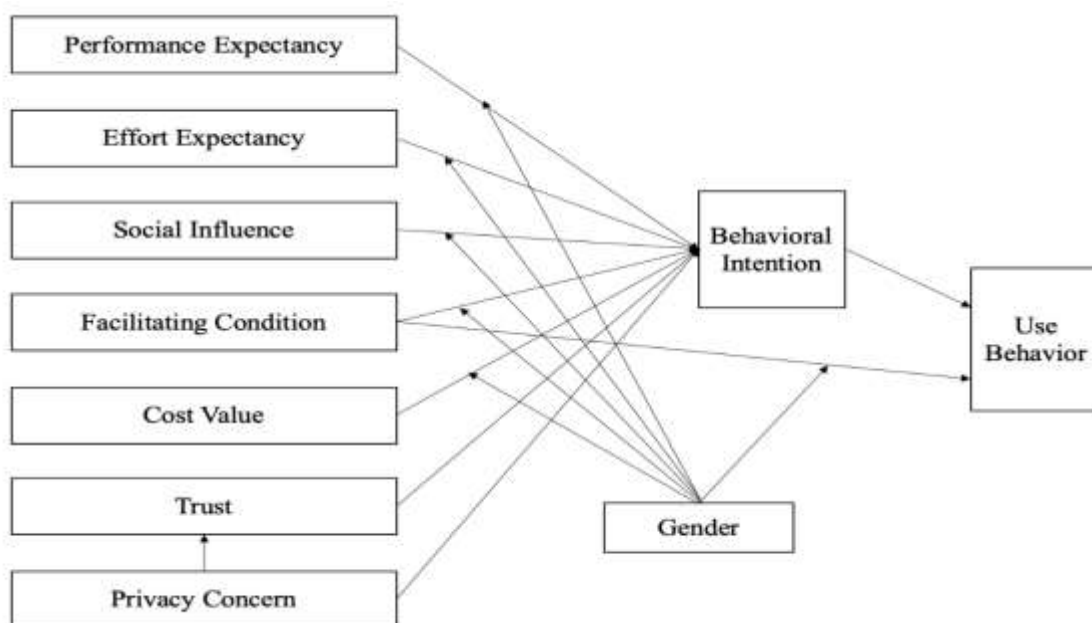 Performance Expectancy
Effort Expectancy
Social Influence
Facilitating Condition
Cost Value
Trust
Privacy Concern
Behavioral
Intention
Gender
Use
Behavior